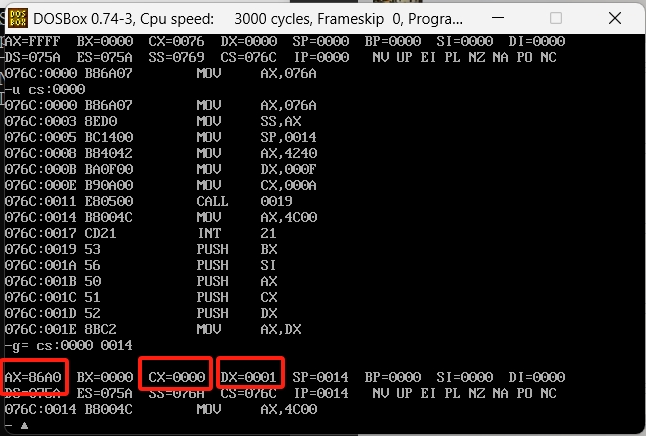 DOS
BOX
DOSBox 0.74-3, Cpu speed:     3000 cycles, Frameskip  0, Progra...
AX=FFFF  BX=0000  CX=0076  DX=0000  SP=0000  BP=0000  SI=0000  DI=0000
DS=075A  ES=075A  SS=0769  CS=076C  IP=0000   NV UP EI PL NZ NA PO NC
076C:0000 B86A07        MOV     AX,076A
-u cs:0000
076C:0000 B86A07        MOV     AX,076A
076C:0003 8ED0          MOV     SS,AX
076C:0005 BC1400        MOV     SP,0014
076C:0008 B84042        MOV     AX,4240
076C:000B BA0F00        MOV     DX,000F
076C:000E B90A00        MOV     CX,000A
076C:0011 E80500        CALL    0019
076C:0014 B8004C        MOV     AX,4C00
076C:0017 CD21          INT     21
076C:0019 53            PUSH    BX
076C:001A 56            PUSH    SI
076C:001B 50            PUSH    AX
076C:001C 51            PUSH    CX
076C:001D 52            PUSH    DX
076C:001E 8BC2          MOV     AX,DX
-g= cs:0000 0014
AX=86A0  BX=0000  CX=0000  DX=0001  SP=0014  BP=0000  SI=0000  DI=0000
DS=075A  ES=075A  SS=076A  CS=076C  IP=0014   NV UP EI PL NZ NA PO NC
076C:0014 B8004C        MOV     AX,4C00
-